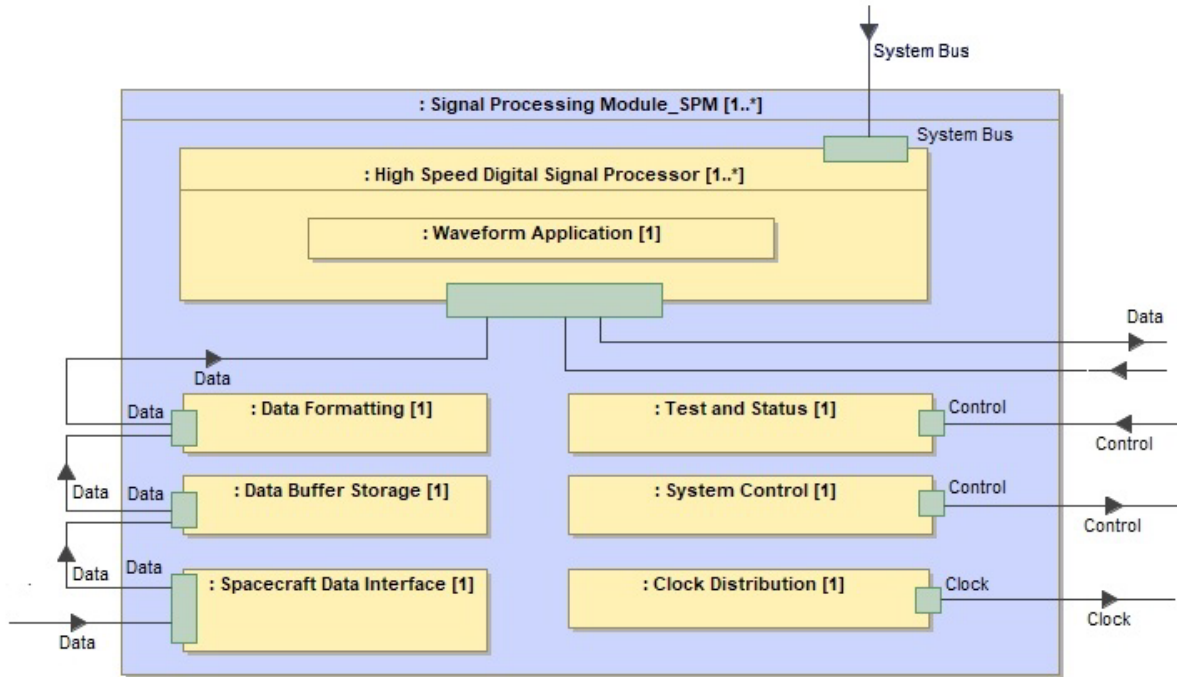 System Bus
: Signal Processing Module_SPM [1..*]
System Bus
: High Speed Digital Signal Processor [1..*]
: Waveform Application [1]
Data
Data
Data
: Data Formatting [1]
: Test and Status [1]
Control
Control
Data
Data
: Data Buffer Storage [1]
: System Control [1]
Control
Control
Data
Data
: Spacecraft Data Interface [1]
: Clock Distribution [1]
Clock
Clock
Data